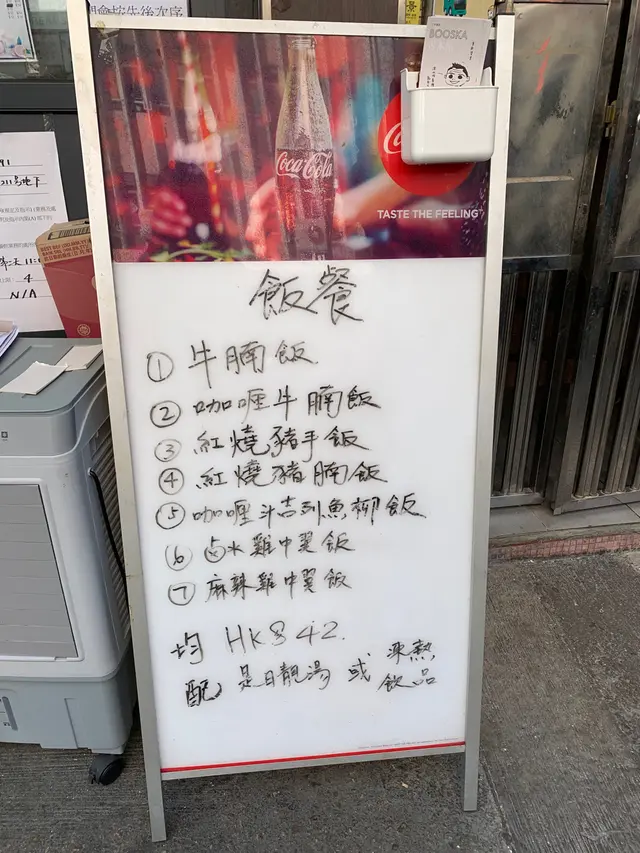 BOOSKA
Coca-Cola
TASTE THE FEELING
飯餐
① 牛腩飯
② 咖喱牛腩飯
③ 紅燒豬手飯
④ 紅燒豬腩飯
⑤ 咖喱汁吉列魚柳飯
⑥ 鹵水雞中翼飯
⑦ 麻辣雞中翼飯
均 HK$42.
配 是日靚湯 或 凍熱飲品
4
N/A